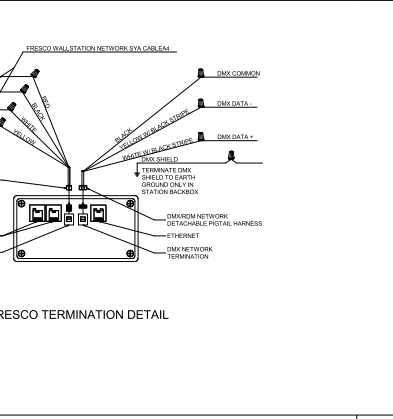 FRESCO WALLSTATION NETWORK SYA CABLEA4
DMX COMMON
RED
BLACK
DMX DATA -
WHITE
YELLOW
BLACK
YELLOW W/ BLACK STRIPE
DMX DATA +
WHITE W/ BLACK STRIPE
DMX SHIELD
TERMINATE DMX
SHIELD TO EARTH
GROUND ONLY IN
STATION BACKBOX
DMX/RDM NETWORK
DETACHABLE PIGTAIL HARNESS
ETHERNET
DMX NETWORK
TERMINATION
RESCO TERMINATION DETAIL